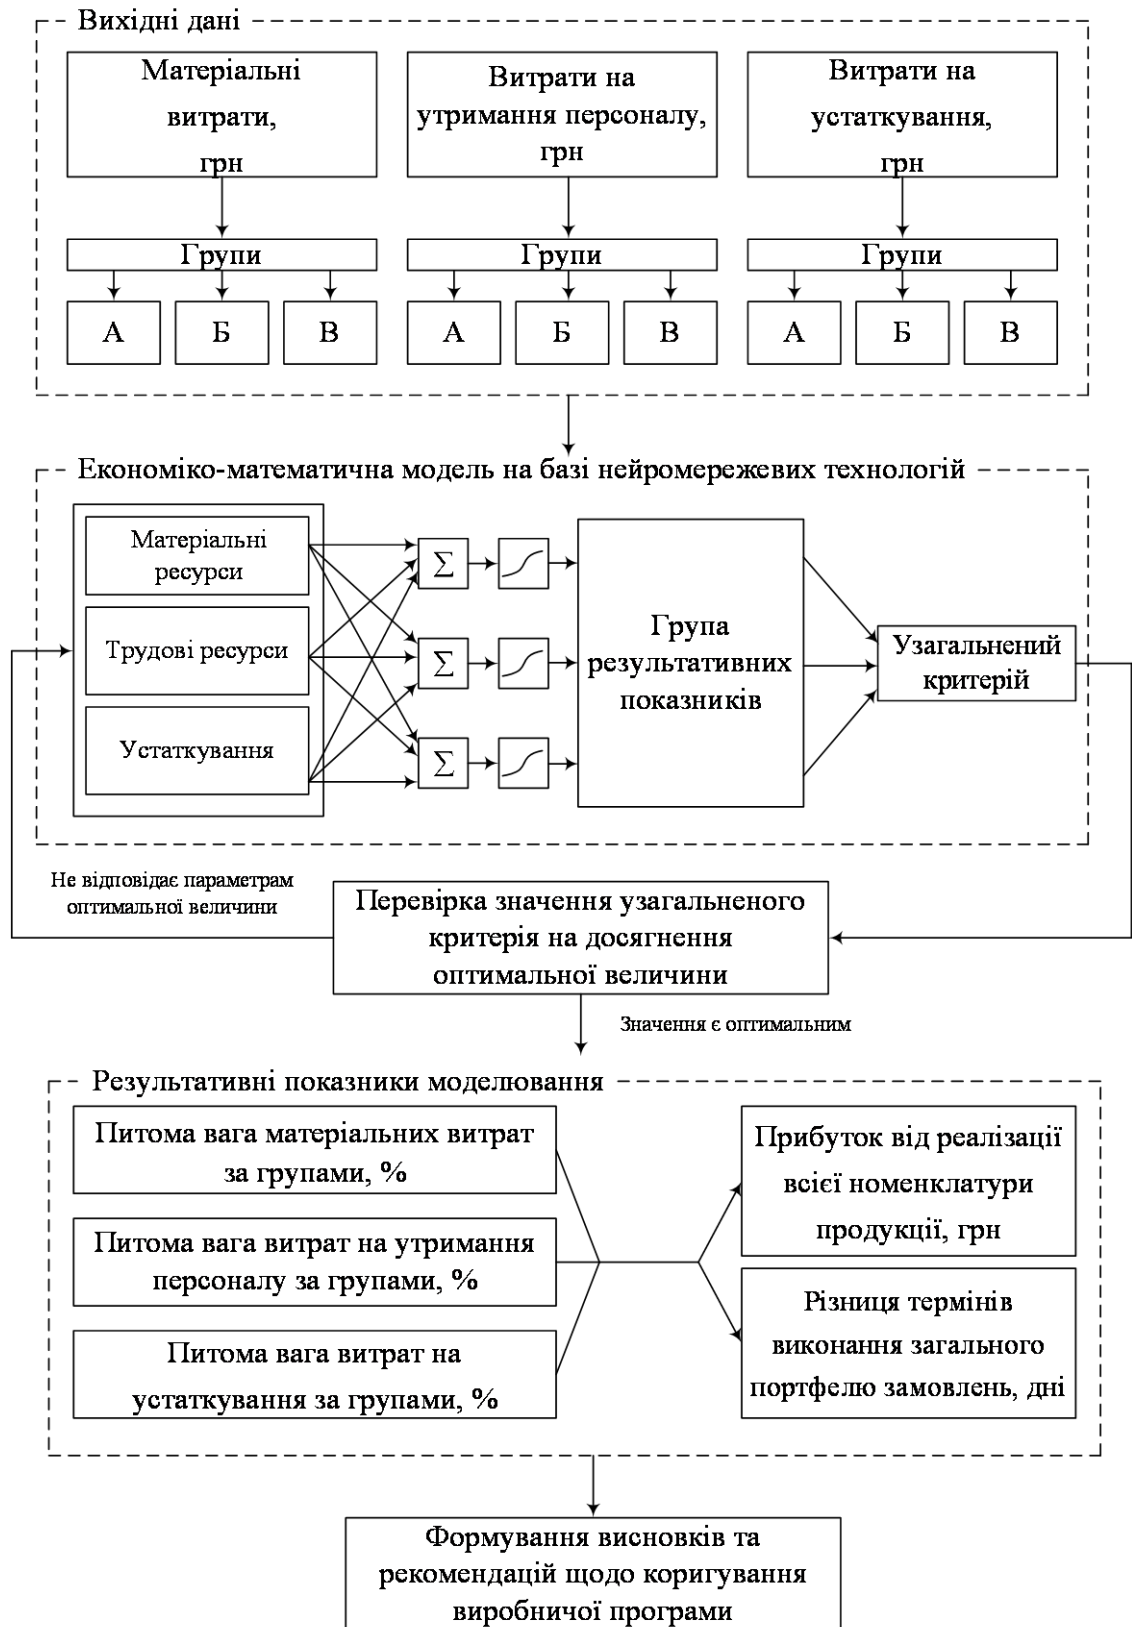 Вихідні дані
Матеріальні
витрати,
грн
Витрати на
утримання персоналу,
грн
Витрати на
устаткування,
грн
Групи
Групи
Групи
А
Б
В
А
Б
В
А
Б
В
Економіко-математична модель на базі нейромережевих технологій
Матеріальні
ресурси
Трудові ресурси
Устаткування
Σ
Σ
Σ
Група
результативних
показників
Узагальнений
критерій
Не відповідає параметрам
оптимальної величини
Перевірка значення узагальненого
критерія на досягнення
оптимальної величини
Значення є оптимальним
Результативні показники моделювання
Питома вага матеріальних витрат
за групами, %
Питома вага витрат на утримання
персоналу за групами, %
Питома вага витрат на
устаткування за групами, %
Прибуток від реалізації
всієї номенклатури
продукції, грн
Різниця термінів
виконання загального
портфелю замовлень, дні
Формування висновків та
рекомендацій щодо коригування
виробничої програми